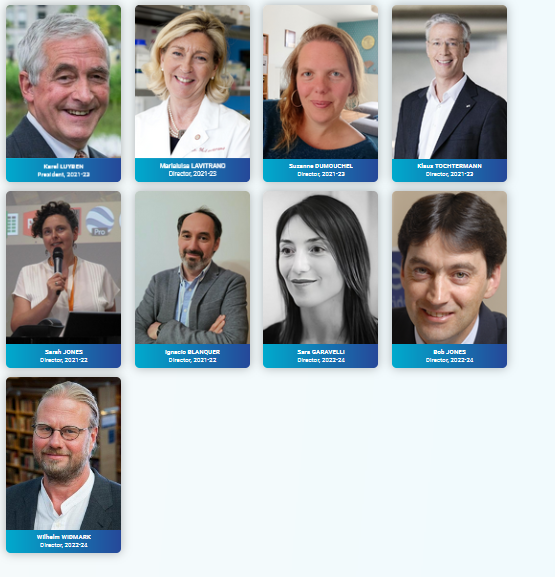 Karel LUYBEN
President, 2021-23
Marialuisa LAVITRANO
Director, 2021-23
Suzanne DUMOUCHEL
Director, 2021-23
Klaus TOCHTERMANN
Director, 2021-23
Pro
Sarah JONES
Director, 2021-22
Ignacio BLANQUER
Director, 2021-22
Sara GARAVELLI
Director, 2022-24
Bob JONES
Director, 2022-24
Wilhelm WIDMARK
Director, 2022-24